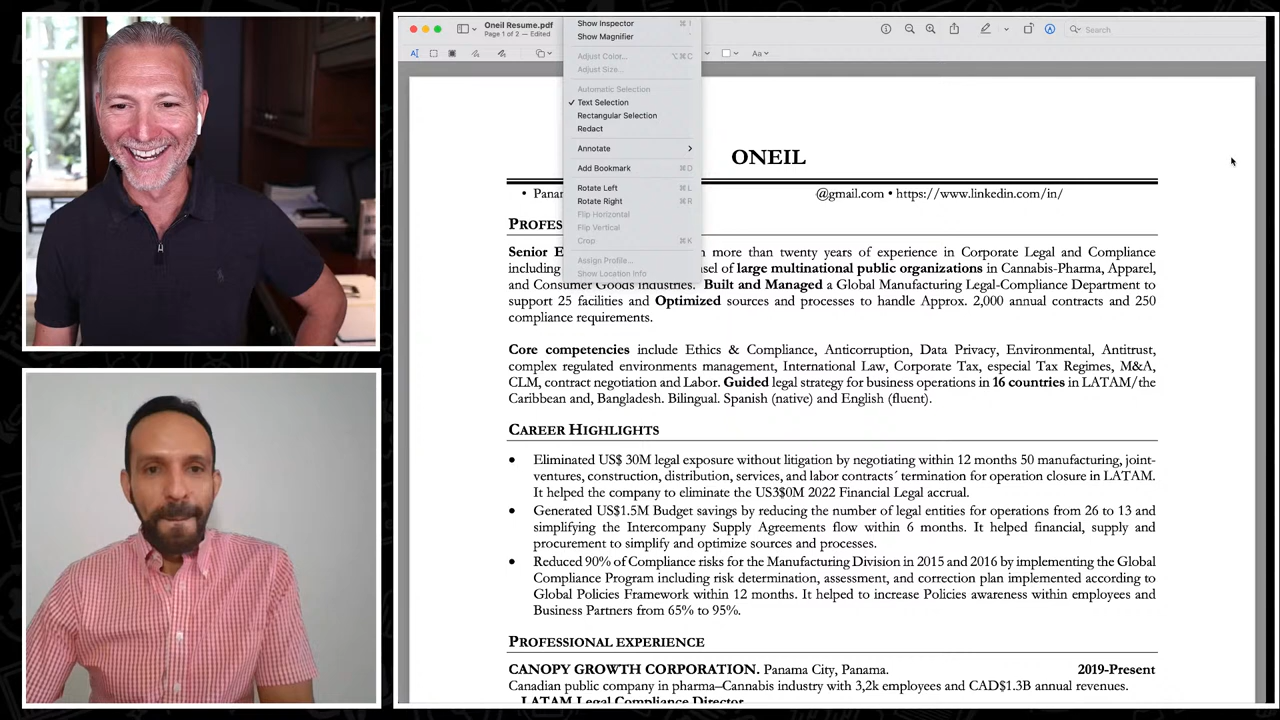 Oneil Resume.pdf
Page 1 of 2 — Edited
Search
Aa
Show Inspector ⌘ I
Show Magnifier
Adjust Color... ⌥⌘C
Adjust Size...
Automatic Selection
✓ Text Selection
Rectangular Selection
Redact
Annotate
Add Bookmark ⌘D
Rotate Left ⌘L
Rotate Right ⌘R
Flip Horizontal
Flip Vertical
Crop ⌘K
Assign Profile...
Show Location Info
ONEIL
• Panam @gmail.com • https://www.linkedin.com/in/
PROFES
Senior E more than twenty years of experience in Corporate Legal and Compliance
including sel of large multinational public organizations in Cannabis-Pharma, Apparel,
and Consumer Goods industries. Built and Managed a Global Manufacturing Legal-Compliance Department to
support 25 facilities and Optimized sources and processes to handle Approx. 2,000 annual contracts and 250
compliance requirements.
Core competencies include Ethics & Compliance, Anticorruption, Data Privacy, Environmental, Antitrust,
complex regulated environments management, International Law, Corporate Tax, especial Tax Regimes, M&A,
CLM, contract negotiation and Labor. Guided legal strategy for business operations in 16 countries in LATAM/the
Caribbean and, Bangladesh. Bilingual. Spanish (native) and English (fluent).
CAREER HIGHLIGHTS
• Eliminated US$ 30M legal exposure without litigation by negotiating within 12 months 50 manufacturing, joint-
ventures, construction, distribution, services, and labor contracts´ termination for operation closure in LATAM.
It helped the company to eliminate the US3$0M 2022 Financial Legal accrual.
• Generated US$1.5M Budget savings by reducing the number of legal entities for operations from 26 to 13 and
simplifying the Intercompany Supply Agreements flow within 6 months. It helped financial, supply and
procurement to simplify and optimize sources and processes.
• Reduced 90% of Compliance risks for the Manufacturing Division in 2015 and 2016 by implementing the Global
Compliance Program including risk determination, assessment, and correction plan implemented according to
Global Policies Framework within 12 months. It helped to increase Policies awareness within employees and
Business Partners from 65% to 95%.
PROFESSIONAL EXPERIENCE
CANOPY GROWTH CORPORATION. Panama City, Panama. 2019-Present
Canadian public company in pharma–Cannabis industry with 3,2k employees and CAD$1.3B annual revenues.
LATAM Legal Compliance Director